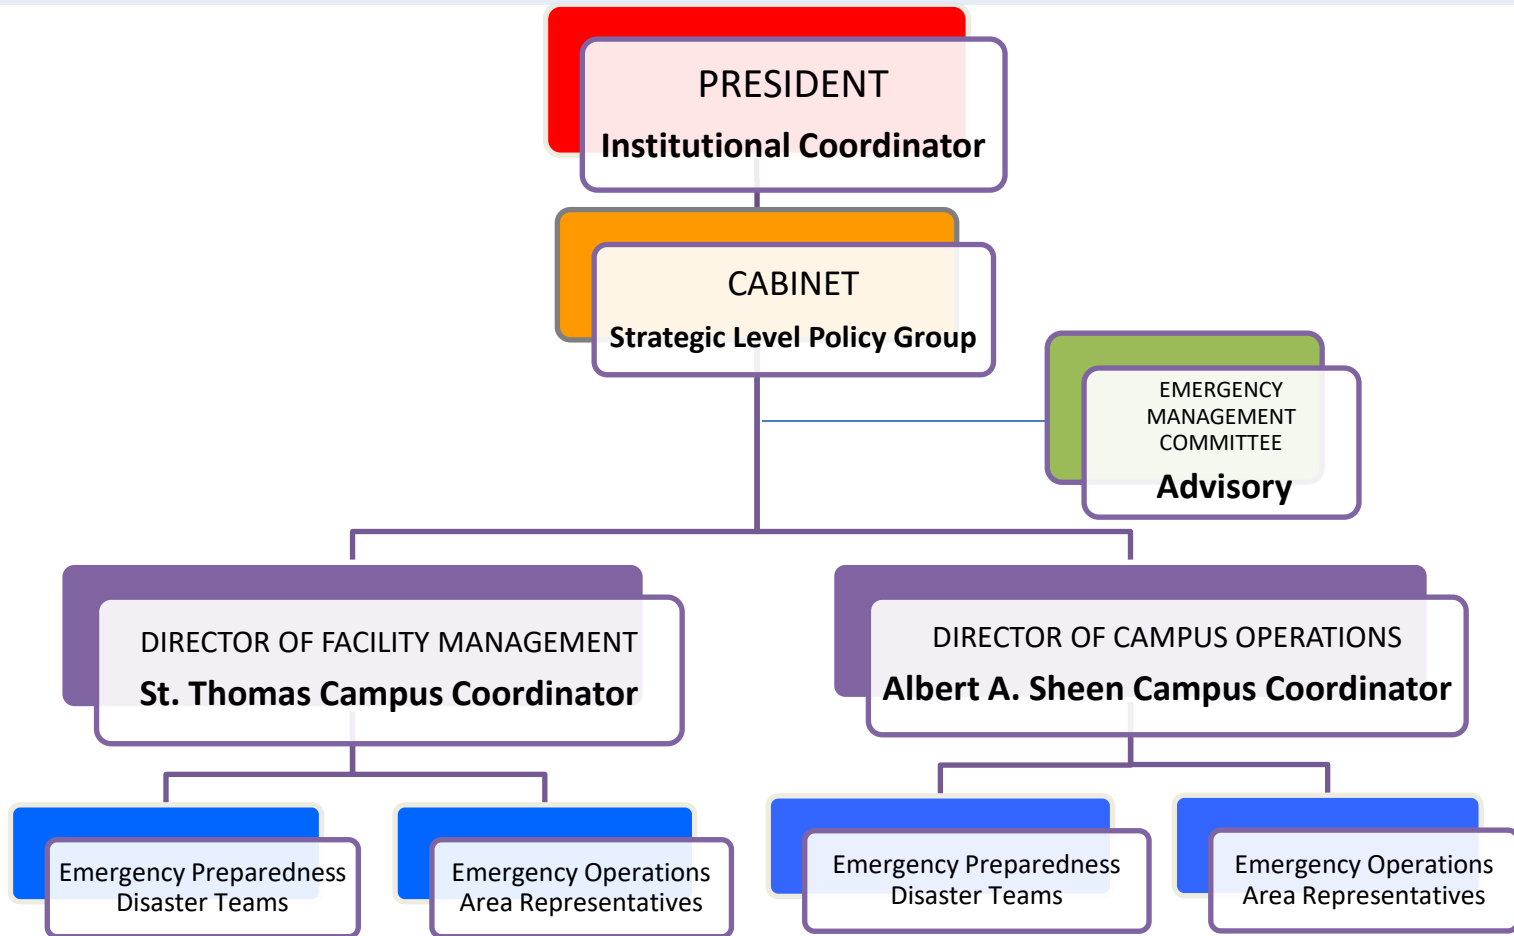 PRESIDENT
Institutional Coordinator
CABINET
Strategic Level Policy Group
EMERGENCY
MANAGEMENT
COMMITTEE
Advisory
DIRECTOR OF FACILITY MANAGEMENT
St. Thomas Campus Coordinator
DIRECTOR OF CAMPUS OPERATIONS
Albert A. Sheen Campus Coordinator
Emergency Preparedness
Disaster Teams
Emergency Operations
Area Representatives
Emergency Preparedness
Disaster Teams
Emergency Operations
Area Representatives